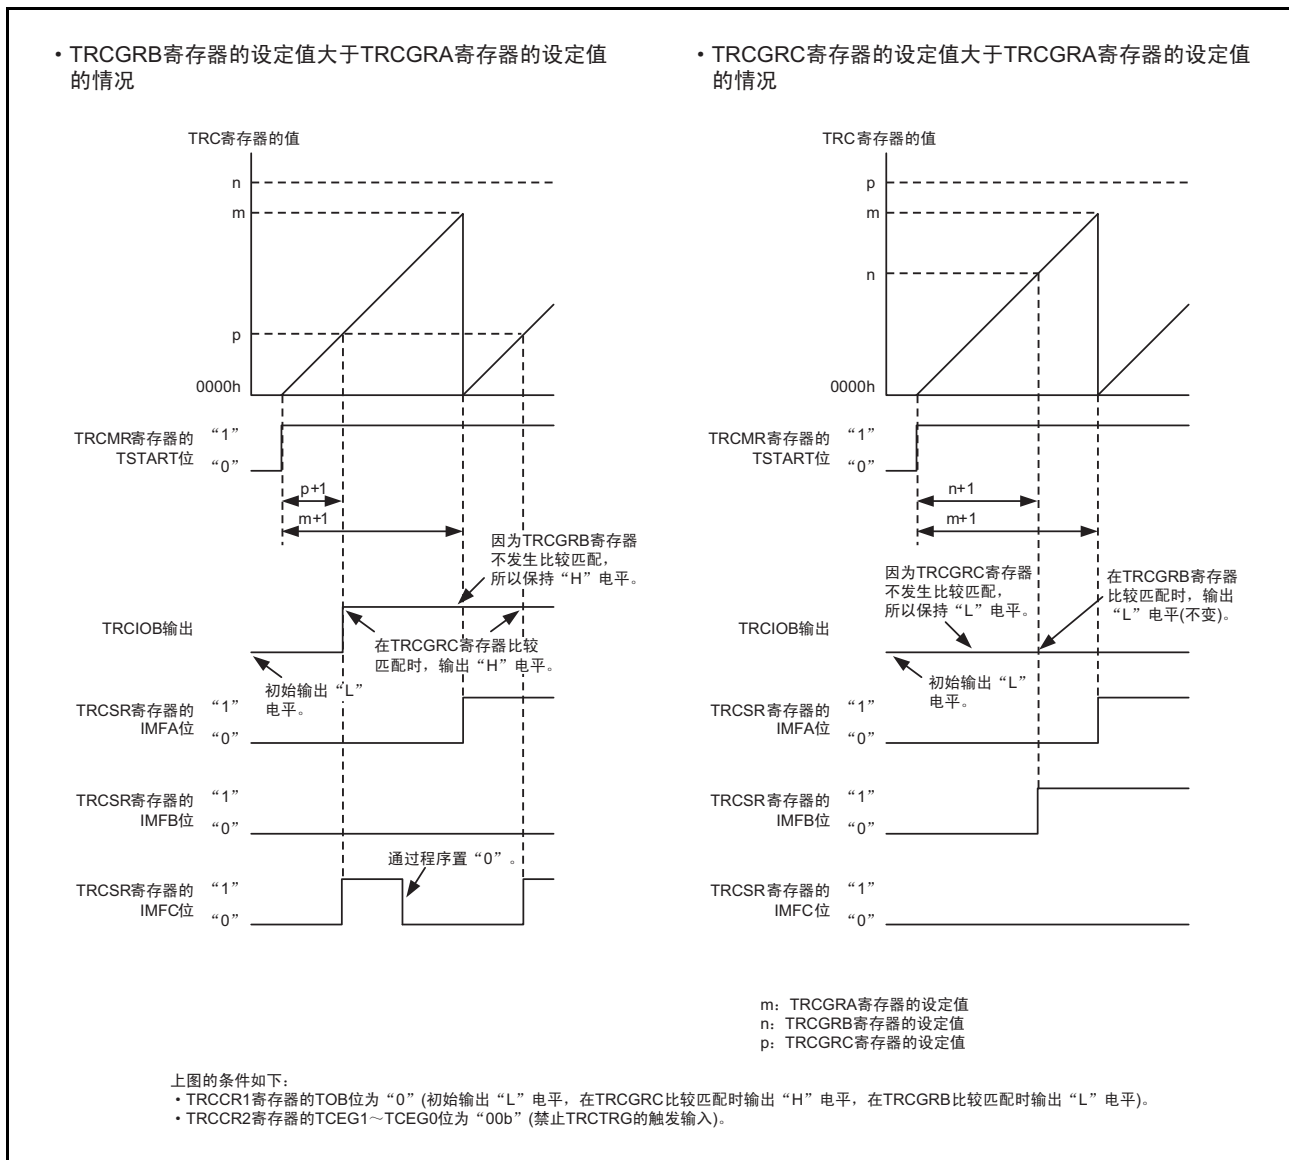 • TRCGRB寄存器的设定值大于TRCGRA寄存器的设定值
的情况
TRC寄存器的值
n
m
p
0000h
TRCMR寄存器的
TSTART位
“1”
“0”
p+1
m+1
因为TRCGRB寄存器
不发生比较匹配，
所以保持“H”电平。
TRCIOB输出
在TRCGRC寄存器比较
匹配时，输出“H”电平。
初始输出“L”
电平。
TRCSR寄存器的
IMFA位
“1”
“0”
TRCSR寄存器的
IMFB位
“1”
“0”
通过程序置“0”。
TRCSR寄存器的
IMFC位
“1”
“0”
• TRCGRC寄存器的设定值大于TRCGRA寄存器的设定值
的情况
TRC寄存器的值
p
m
n
0000h
TRCMR寄存器的
TSTART位
“1”
“0”
n+1
m+1
因为TRCGRC寄存器
不发生比较匹配，
所以保持“L”电平。
在TRCGRB寄存器
比较匹配时，输出
“L”电平(不变)。
TRCIOB输出
初始输出“L”
电平。
TRCSR寄存器的
IMFA位
“1”
“0”
TRCSR寄存器的
IMFB位
“1”
“0”
TRCSR寄存器的
IMFC位
“1”
“0”
m：TRCGRA寄存器的设定值
n：TRCGRB寄存器的设定值
p：TRCGRC寄存器的设定值
上图的条件如下：
• TRCCR1寄存器的TOB位为“0”(初始输出“L”电平，在TRCGRC比较匹配时输出“H”电平，在TRCGRB比较匹配时输出“L”电平)。
• TRCCR2寄存器的TCEG1～TCEG0位为“00b”(禁止TRCTRG的触发输入)。